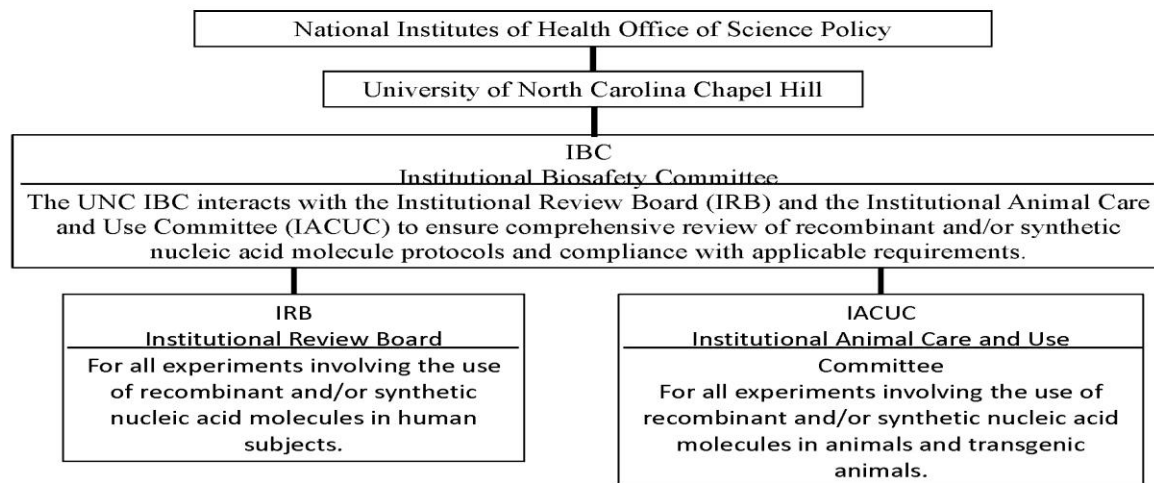 National Institutes of Health Office of Science Policy
University of North Carolina Chapel Hill
IBC
Institutional Biosafety Committee
The UNC IBC interacts with the Institutional Review Board (IRB) and the Institutional Animal Care
and Use Committee (IACUC) to ensure comprehensive review of recombinant and/or synthetic
nucleic acid molecule protocols and compliance with applicable requirements.
IRB
Institutional Review Board
For all experiments involving the use
of recombinant and/or synthetic
nucleic acid molecules in human
subjects.
IACUC
Institutional Animal Care and Use
Committee
For all experiments involving the use of
recombinant and/or synthetic nucleic acid
molecules in animals and transgenic
animals.